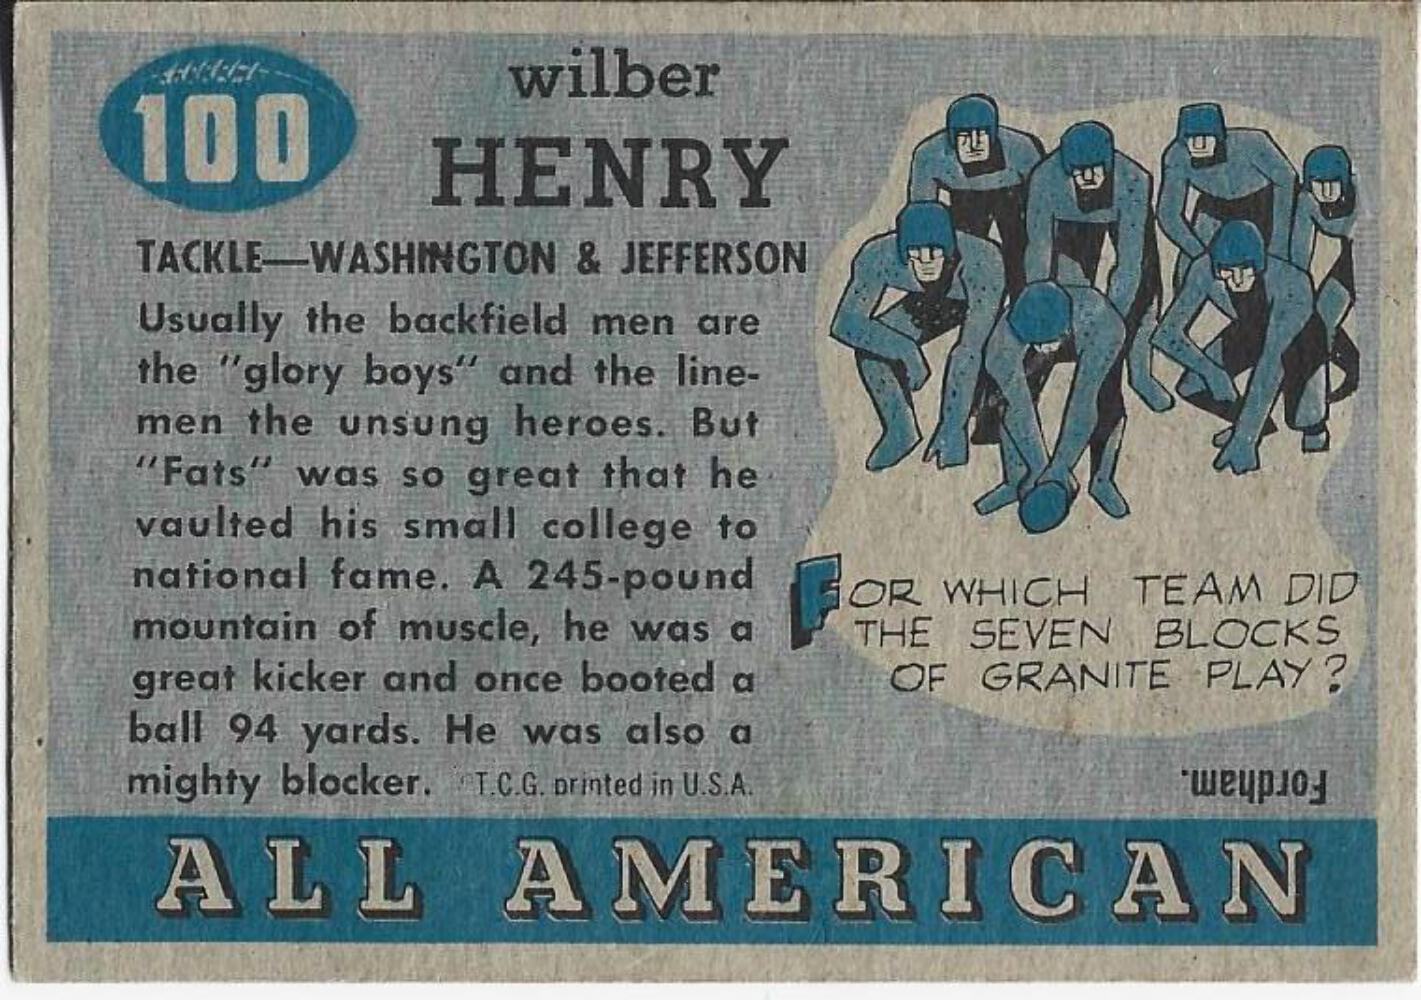 100
wilber
HENRY
TACKLE—WASHINGTON & JEFFERSON
Usually the backfield men are
the "glory boys" and the line-
men the unsung heroes. But
"Fats" was so great that he
vaulted his small college to
national fame. A 245-pound
mountain of muscle, he was a
great kicker and once booted a
ball 94 yards. He was also a
mighty blocker. ©T.C.G. printed in U.S.A.
FOR WHICH TEAM DID
THE SEVEN BLOCKS
OF GRANITE PLAY?
Fordham.
ALL AMERICAN